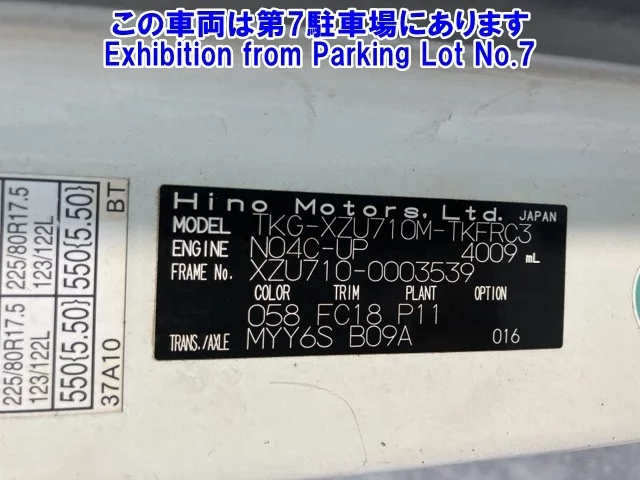 この車両は第7駐車場にあります
Exhibition from Parking Lot No.7
Hino Motors, Ltd. JAPAN
MODEL TKG-XZU710M-TKFRC3
ENGINE N04C-UP 4009 mL
FRAME No. XZU710-0003539
COLOR TRIM PLANT OPTION
058 FC18 P11
TRANS./AXLE MYY6S B09A 016
225/80R17.5 225/80R17.5
123/122L 123/122L
550{5.50} 550{5.50}
37A10 BT